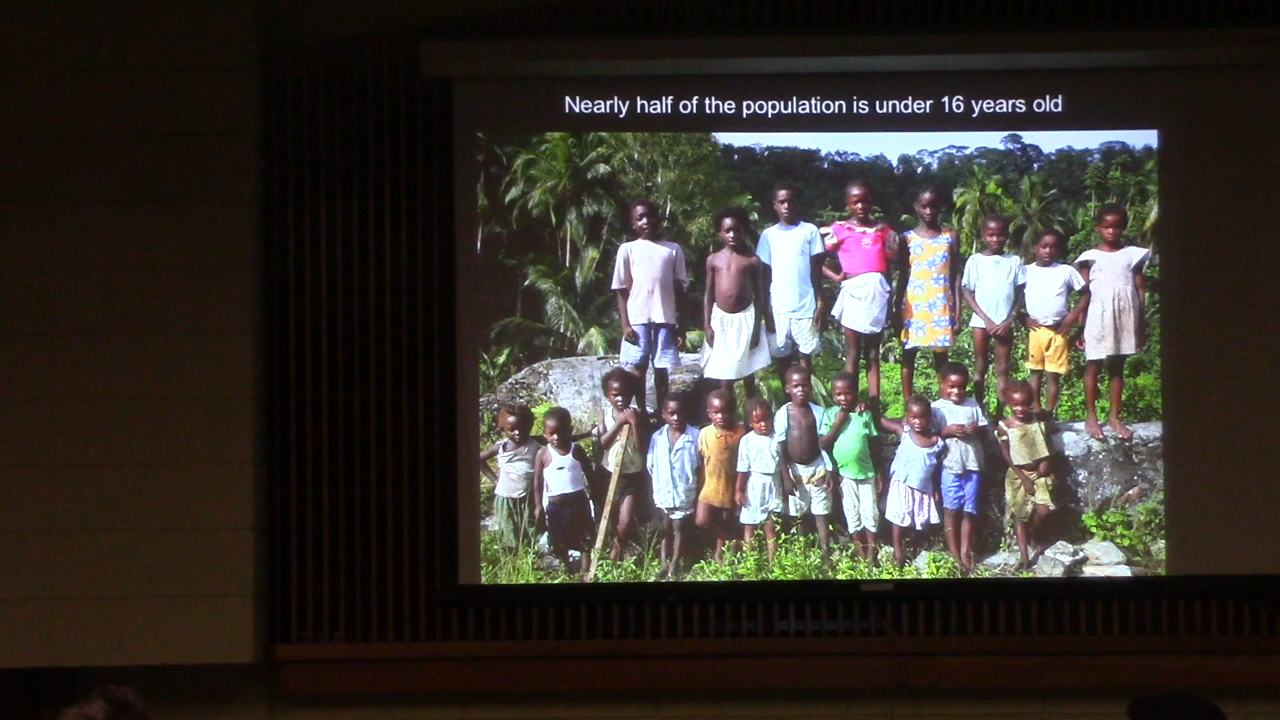 Nearly half of the population is under 16 years old